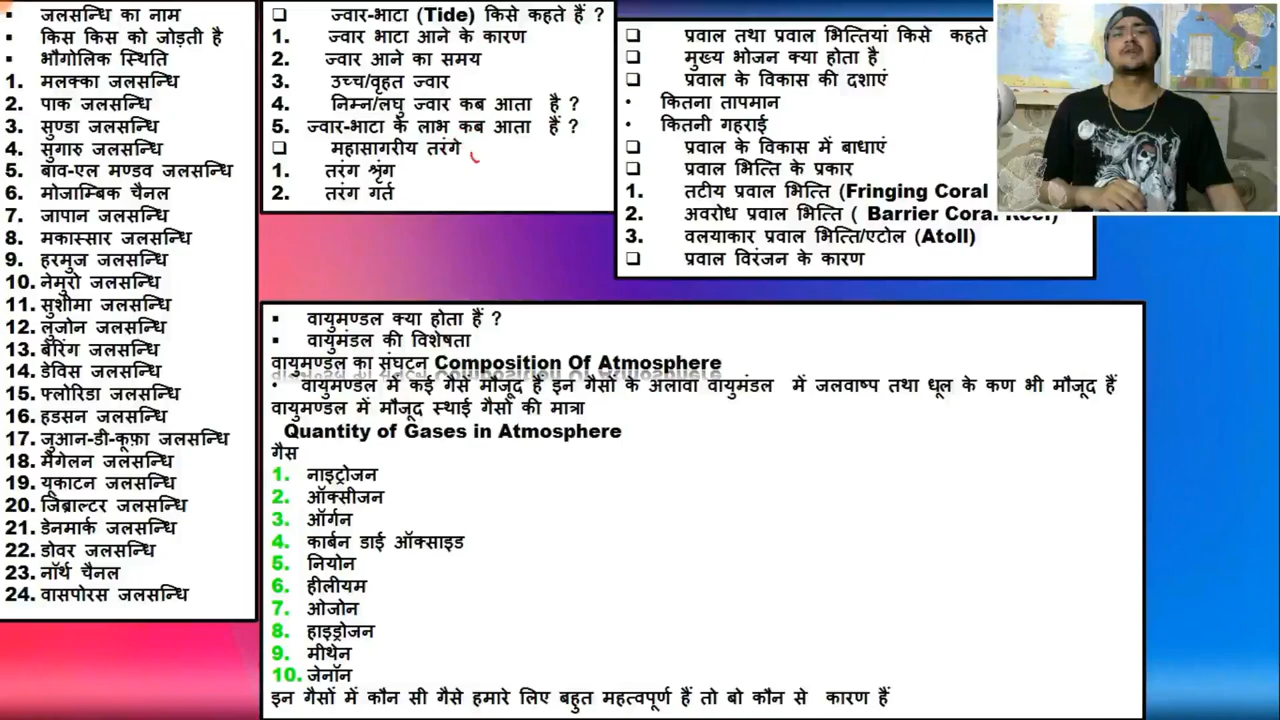 ▪ जलसन्धि का नाम
▪ किस किस को जोड़ती है
▪ भौगोलिक स्थिति
1. मलक्का जलसन्धि
2. पाक जलसन्धि
3. सुण्डा जलसन्धि
4. सुगारु जलसन्धि
5. बाव-एल मण्डव जलसन्धि
6. मोजाम्बिक चैनल
7. जापान जलसन्धि
8. मकास्सार जलसन्धि
9. हरमुज जलसन्धि
10. नेमुरो जलसन्धि
11. सुशीमा जलसन्धि
12. लुजोन जलसन्धि
13. बेरिंग जलसन्धि
14. डेविस जलसन्धि
15. फ्लोरिडा जलसन्धि
16. हडसन जलसन्धि
17. जुआन-डी-कूफ़ा जलसन्धि
18. मैगेलन जलसन्धि
19. यूकाटन जलसन्धि
20. जिब्राल्टर जलसन्धि
21. डेनमार्क जलसन्धि
22. डोवर जलसन्धि
23. नॉर्थ चैनल
24. वासपोरस जलसन्धि
❑ ज्वार-भाटा (Tide) किसे कहते हैं ?
1. ज्वार भाटा आने के कारण
2. ज्वार आने का समय
3. उच्च/वृहत ज्वार
4. निम्न/लघु ज्वार कब आता है ?
5. ज्वार-भाटा के लाभ कब आता हैं ?
❑ महासागरीय तरंगे
1. तरंग श्रृंग
2. तरंग गर्त
❑ प्रवाल तथा प्रवाल भित्तियां किसे कहते
❑ मुख्य भोजन क्या होता है
❑ प्रवाल के विकास की दशाएं
• कितना तापमान
• कितनी गहराई
❑ प्रवाल के विकास में बाधाएं
❑ प्रवाल भित्ति के प्रकार
1. तटीय प्रवाल भित्ति (Fringing Coral
2. अवरोध प्रवाल भित्ति ( Barrier Coral Reef)
3. वलयाकार प्रवाल भित्ति/एटोल (Atoll)
❑ प्रवाल विरंजन के कारण
▪ वायुमण्डल क्या होता हैं ?
▪ वायुमंडल की विशेषता
वायुमण्डल का संघटन Composition Of Atmosphere
• वायुमण्डल में कई गैसें मौजूद हैं इन गैसों के अलावा वायुमंडल में जलवाष्प तथा धूल के कण भी मौजूद हैं
वायुमण्डल में मौजूद स्थाई गैसों की मात्रा
Quantity of Gases in Atmosphere
गैस
1. नाइट्रोजन
2. ऑक्सीजन
3. ऑर्गन
4. कार्बन डाई ऑक्साइड
5. नियोन
6. हीलीयम
7. ओजोन
8. हाइड्रोजन
9. मीथेन
10. जेनॉन
इन गैसों में कौन सी गैसे हमारे लिए बहुत महत्वपूर्ण हैं तो बो कौन से कारण हैं